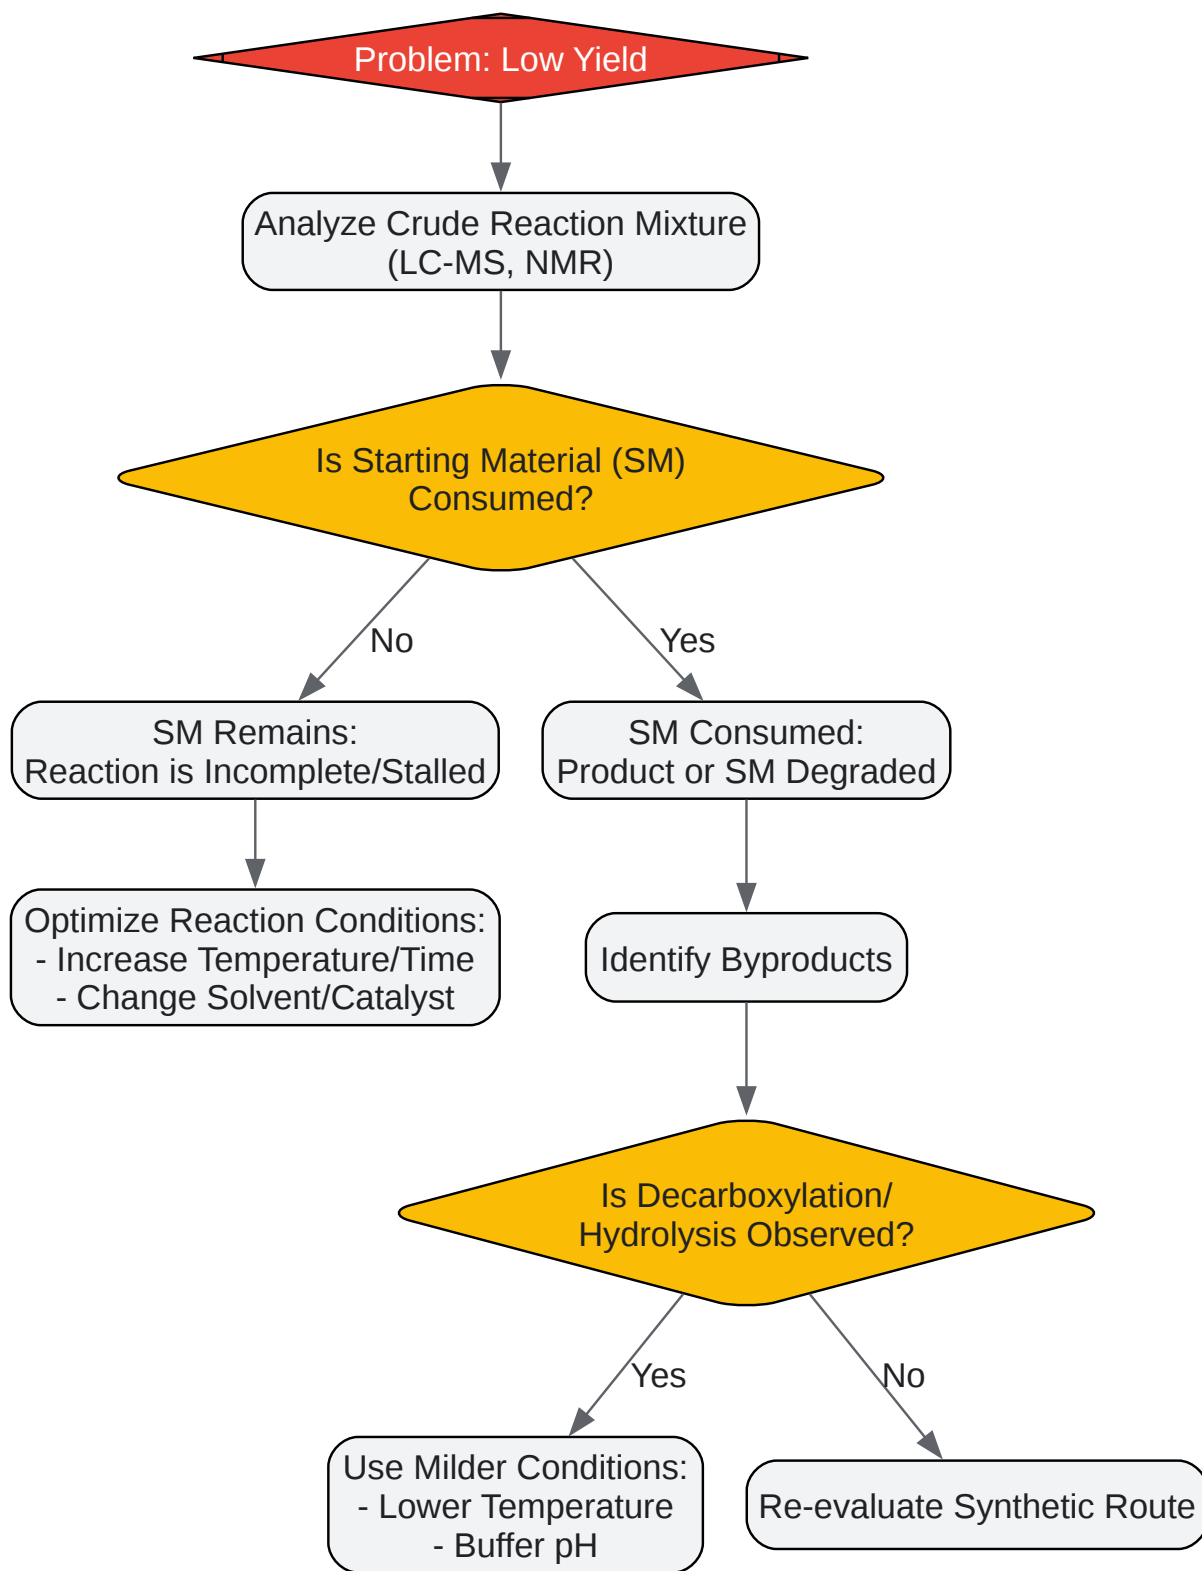 Problem: Low Yield
Analyze Crude Reaction Mixture
(LC-MS, NMR)
Is Starting Material (SM)
Consumed?
No
Yes
SM Remains:
Reaction is Incomplete/Stalled
SM Consumed:
Product or SM Degraded
Optimize Reaction Conditions:
- Increase Temperature/Time
- Change Solvent/Catalyst
Identify Byproducts
Is Decarboxylation/
Hydrolysis Observed?
Yes
No
Use Milder Conditions:
- Lower Temperature
- Buffer pH
Re-evaluate Synthetic Route